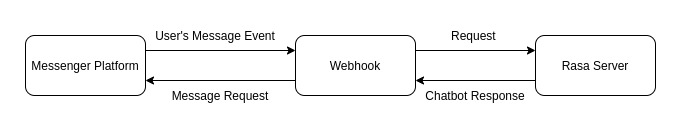 User's Message Event
Request
Messenger Platform
Webhook
Rasa Server
Message Request
Chatbot Response